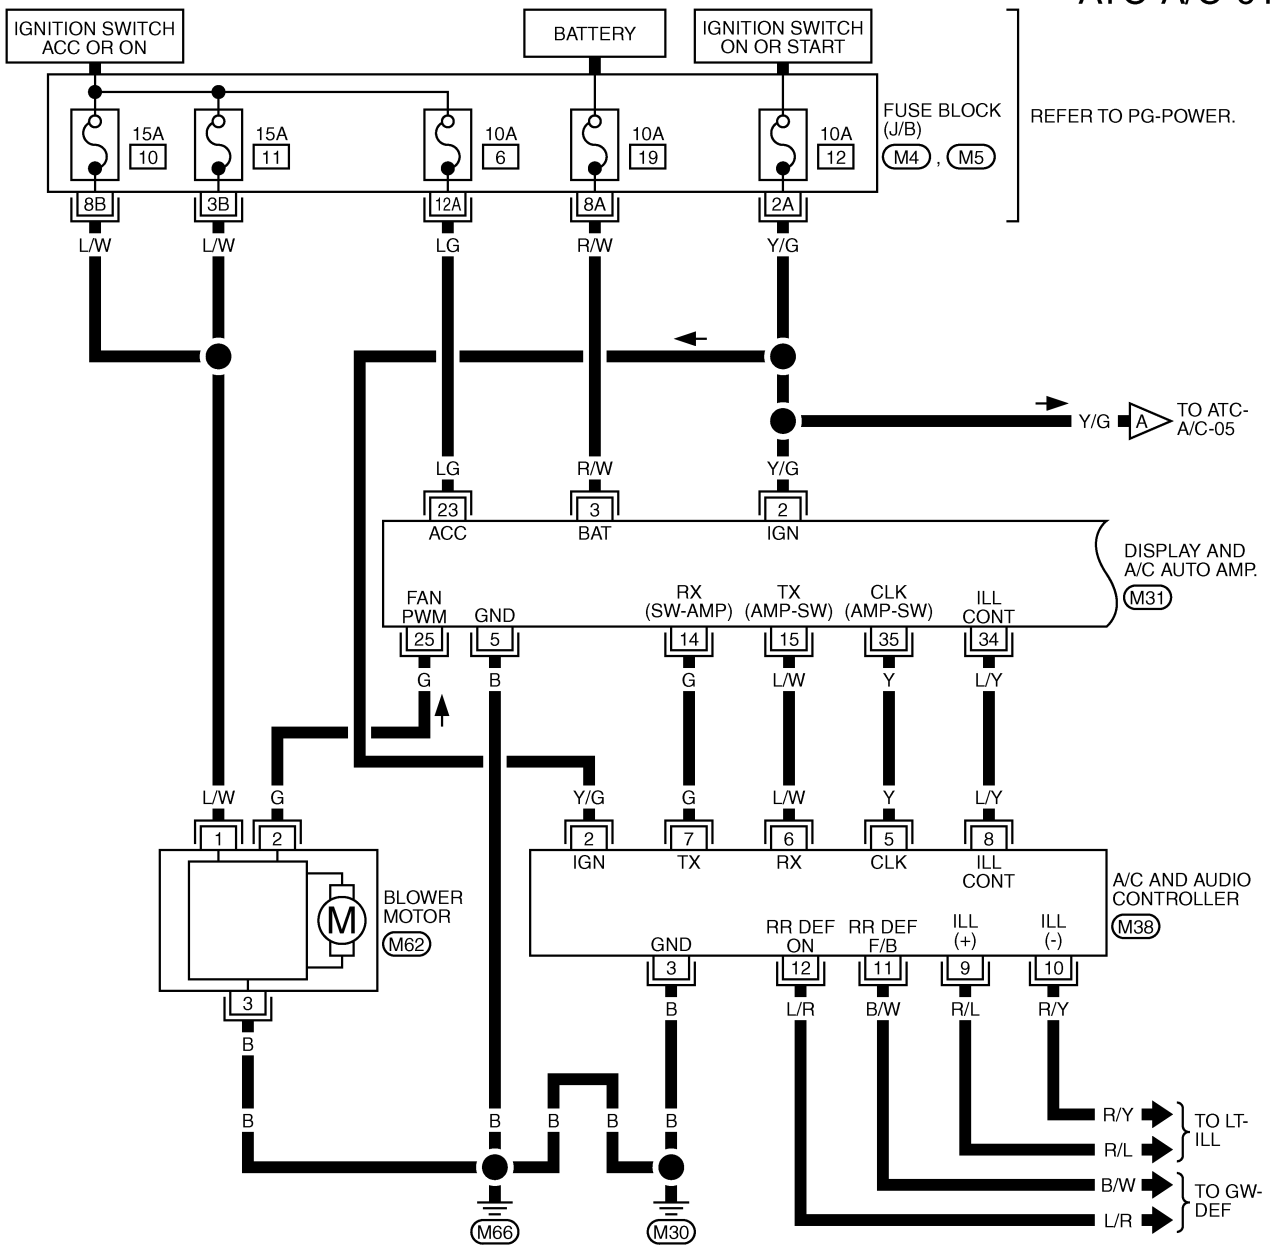 IGNITION SWITCH
ACC OR ON
BATTERY
IGNITION SWITCH
ON OR START
15A
10
15A
11
10A
6
10A
19
10A
12
FUSE BLOCK
(J/B)
M4 , M5
REFER TO PG-POWER.
8B
3B
12A
8A
2A
L/W
L/W
LG
R/W
Y/G
Y/G
A
TO ATC-
A/C-05
LG
R/W
Y/G
23
3
2
ACC
BAT
IGN
DISPLAY AND
A/C AUTO AMP.
M31
FAN
PWM
GND
RX
(SW-AMP)
TX
(AMP-SW)
CLK
(AMP-SW)
ILL
CONT
25
5
14
15
35
34
G
B
G
L/W
Y
L/Y
L/W
G
Y/G
G
L/W
Y
L/Y
1
2
2
7
6
5
8
IGN
TX
RX
CLK
ILL
CONT
M
BLOWER
MOTOR
M62
A/C AND AUDIO
CONTROLLER
M38
GND
RR DEF
ON
RR DEF
F/B
ILL
(+)
ILL
(-)
3
3
12
11
9
10
B
B
L/R
B/W
R/L
R/Y
B
B
B
B
B
R/Y
R/L
TO LT-
ILL
B/W
L/R
TO GW-
DEF
M66
M30